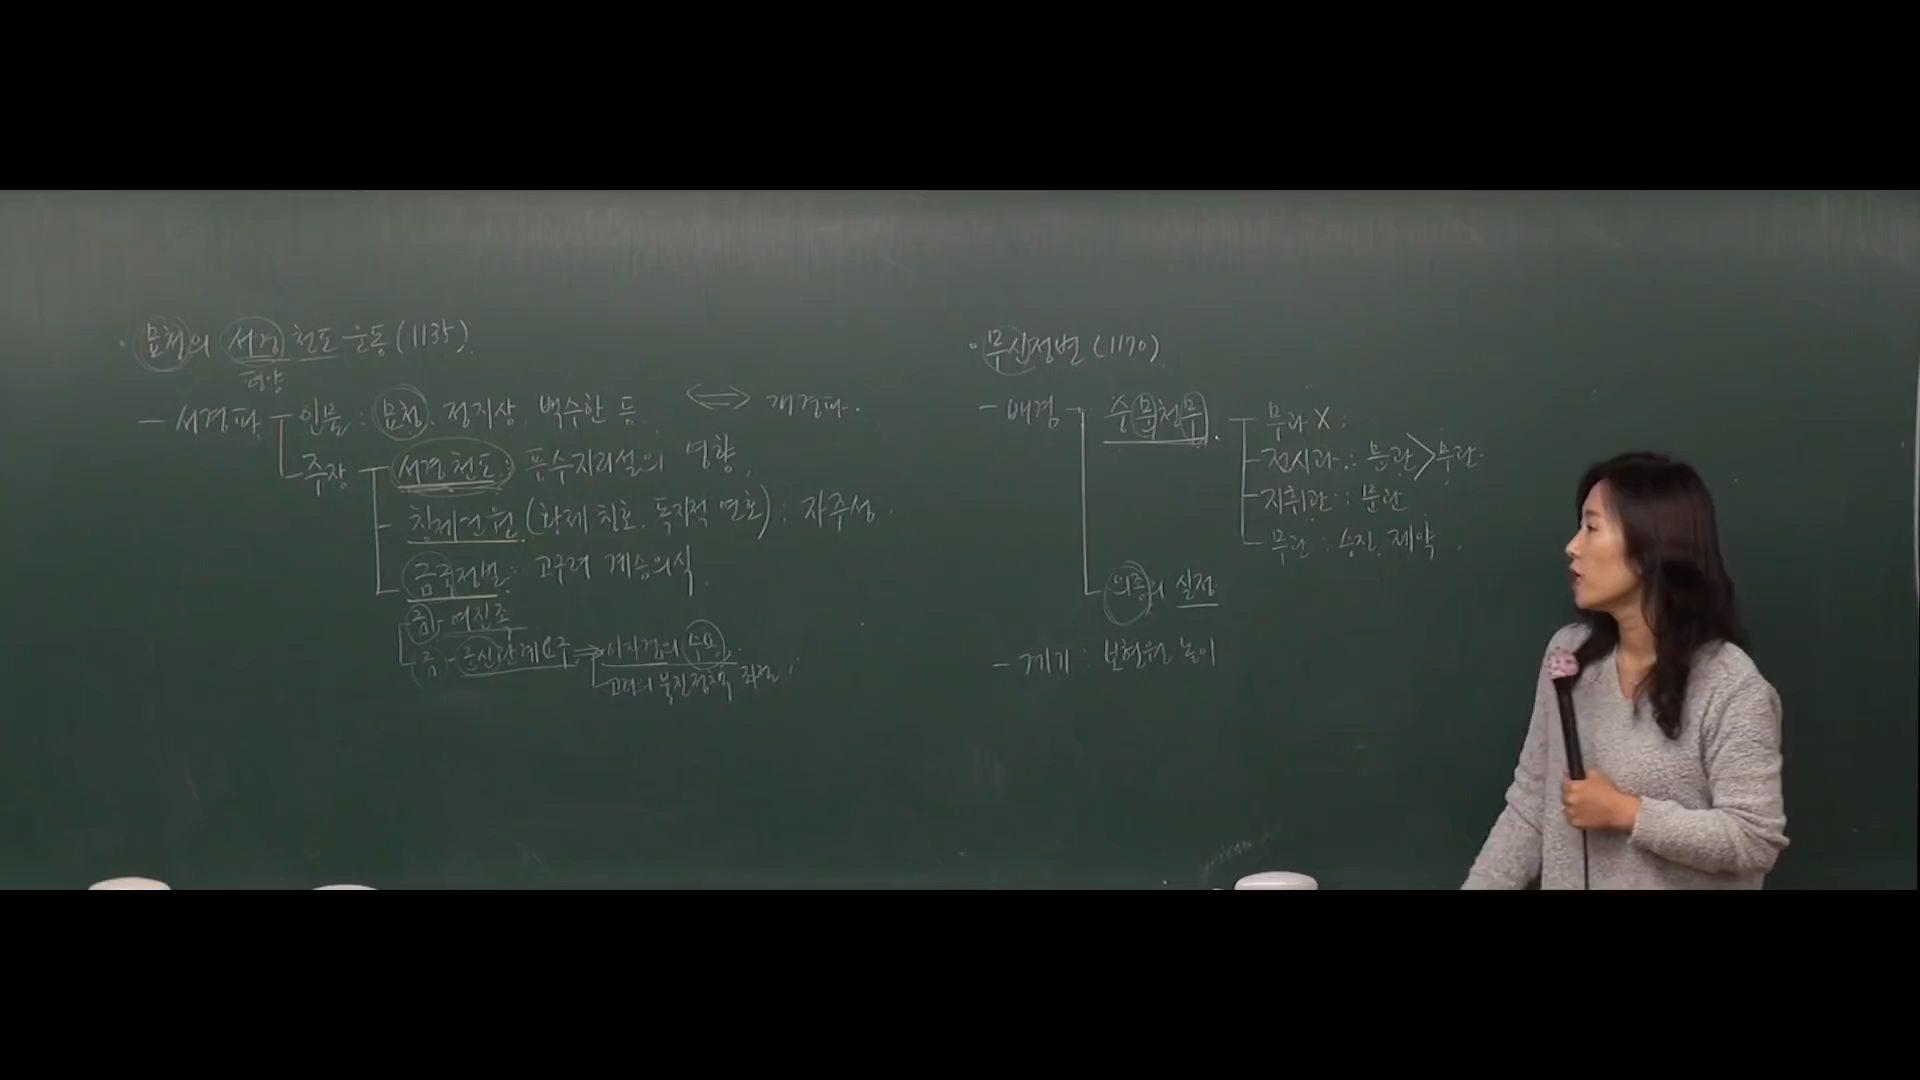 · 묘청의 서경 천도 운동 (1135).
평양
- 서경파 인물 : 묘청, 정지상, 백수한 등. ⇔ 개경파.
주장 서경 천도 : 풍수지리설의 영향.
칭제건원 (황제 칭호, 독자적 연호) : 자주성.
금국정벌 : 고구려 계승의식.
금 - 여진족
금 - 군신관계요구 ⇒ 이자겸의 수용.
고려의 북진정책 좌절.
· 무신정변 (1170)
- 배경 숭문천무. 무과 X.
전시과 : 문관 > 무관.
지휘관 : 문관
무관 : 승진 제약.
의종의 실정.
- 계기 : 보현원 놀이